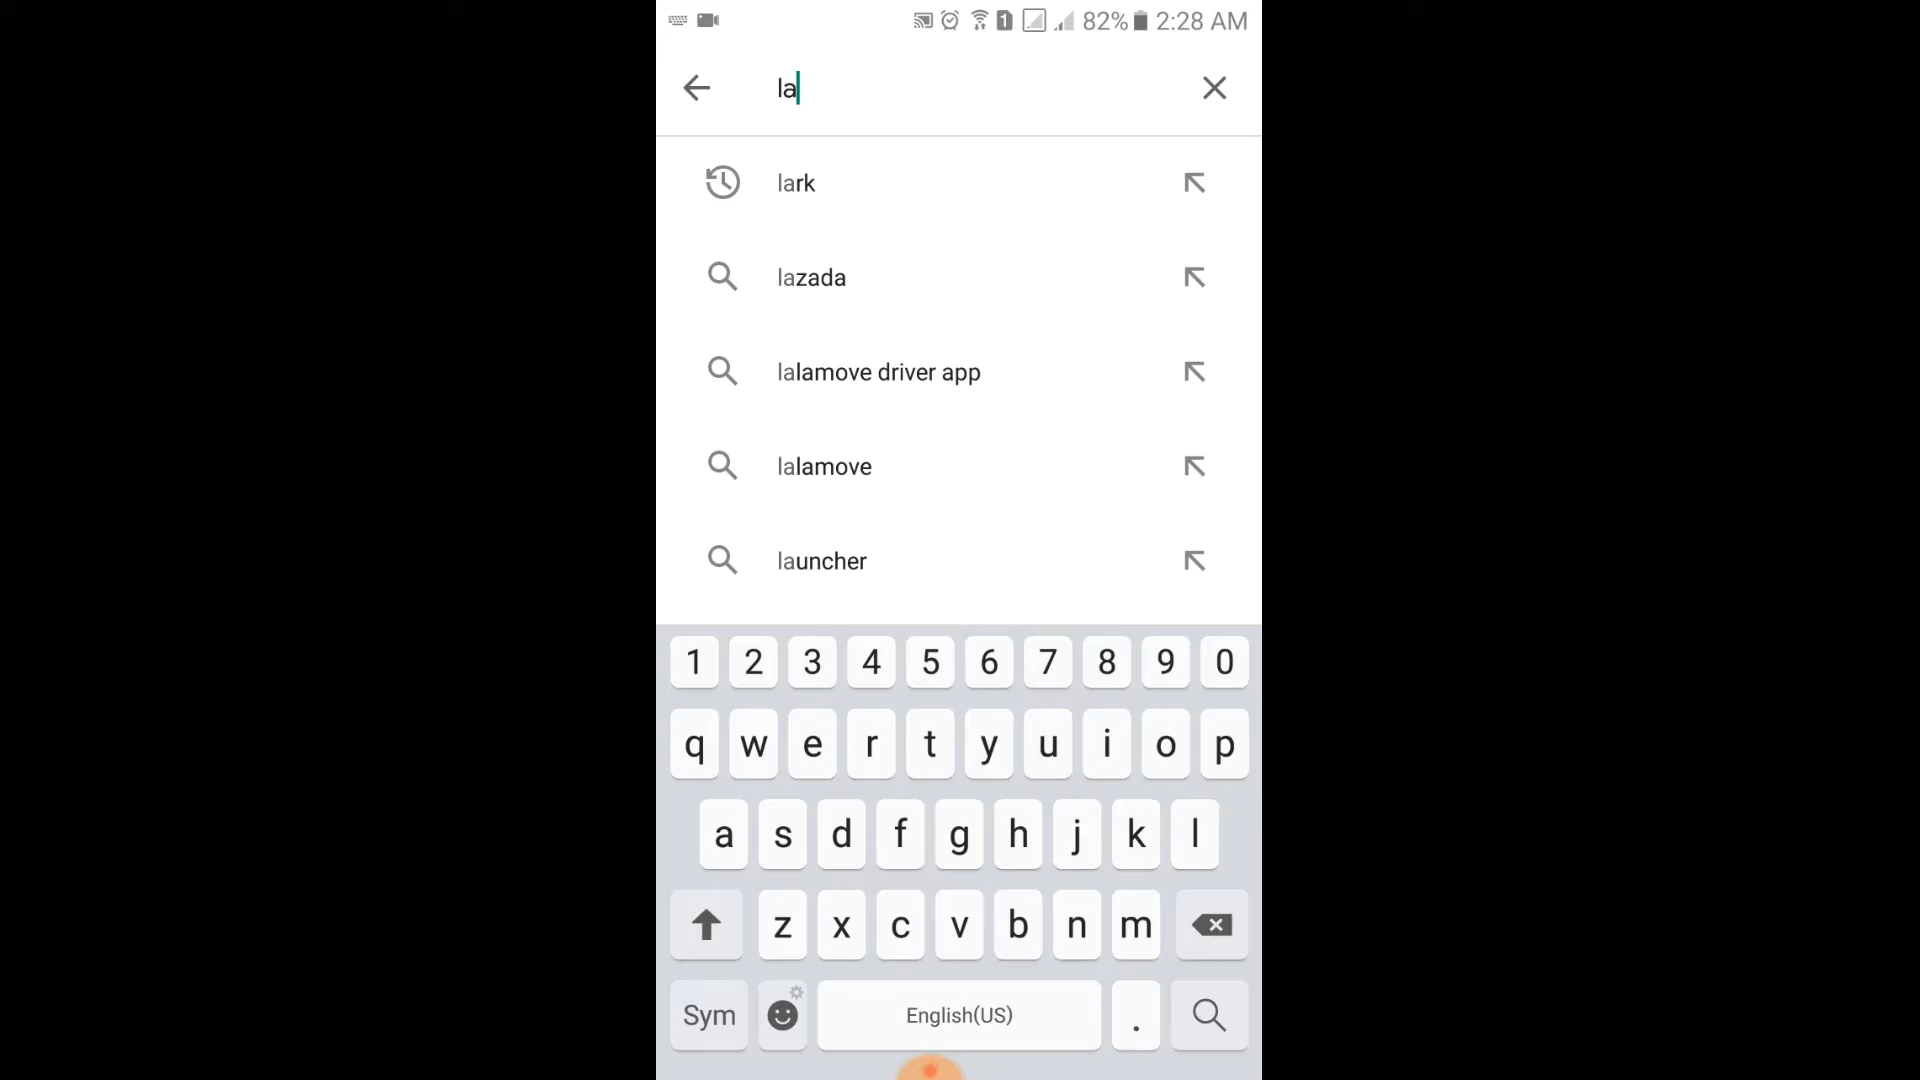 1 82% 2:28 AM
la
lark
lazada
lalamove driver app
lalamove
launcher
1 2 3 4 5 6 7 8 9 0
q w e r t y u i o p
a s d f g h j k l
z x c v b n m
Sym English(US) .